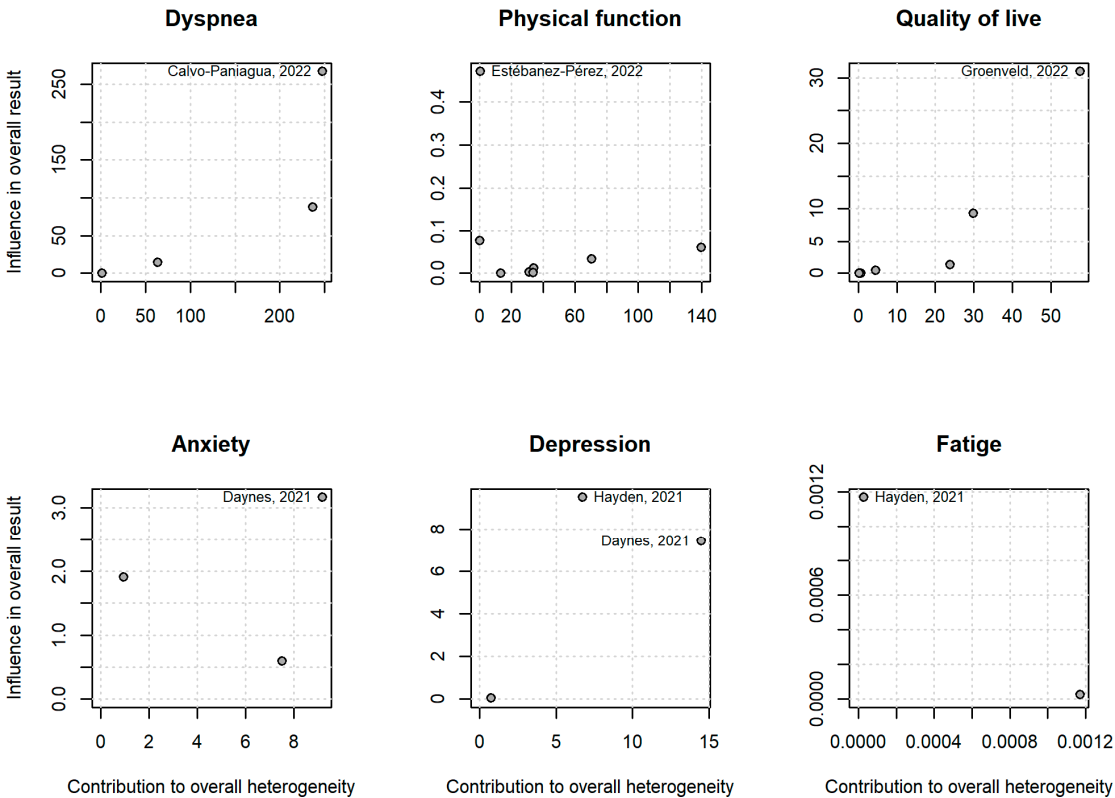 Dyspnea
Physical function
Quality of live
Influence in overall result
250
150
50
0
Calvo-Paniagua, 2022
0 50 100 200
0.4
0.3
0.2
0.1
0.0
Estébanez-Pérez, 2022
0 20 60 100 140
30
20
10
5
0
Groenveld, 2022
0 10 20 30 40 50
Anxiety
Depression
Fatige
Influence in overall result
3.0
2.0
1.0
0.0
Daynes, 2021
0 2 4 6 8
Contribution to overall heterogeneity
8
6
4
2
0
Hayden, 2021
Daynes, 2021
0 5 10 15
Contribution to overall heterogeneity
0.0012
0.0006
0.0000
Hayden, 2021
0.0000 0.0004 0.0008 0.0012
Contribution to overall heterogeneity